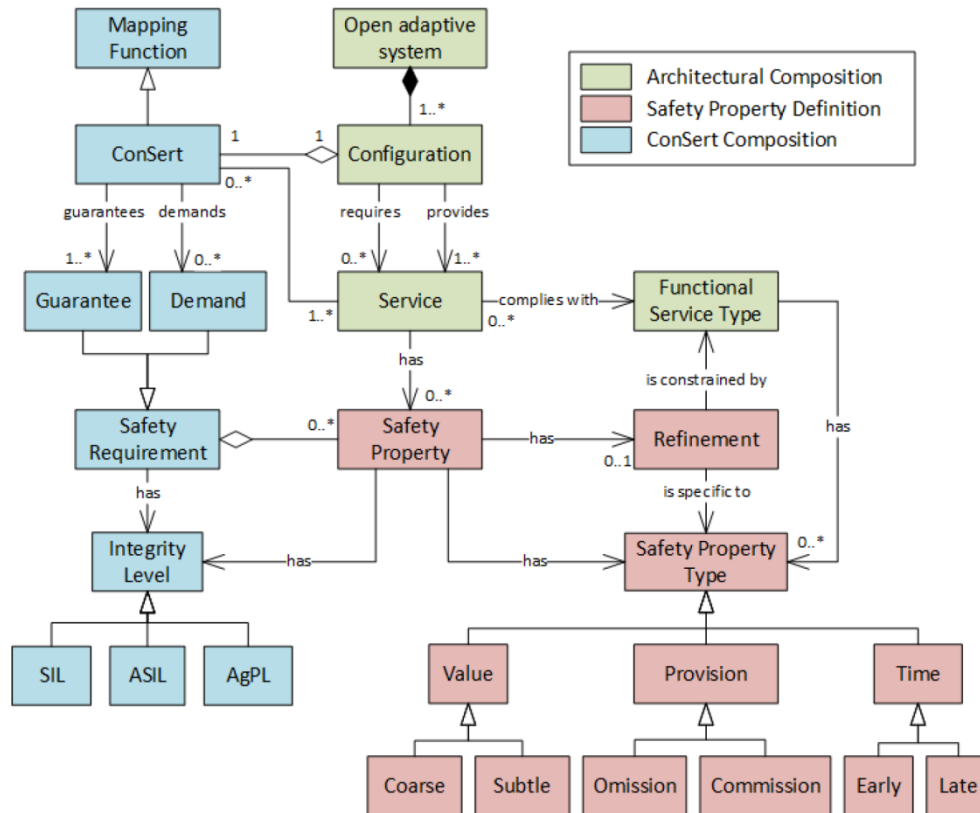 Mapping
Function
Open adaptive
system
Architectural Composition
Safety Property Definition
ConSert Composition
1..*
ConSert
1
1
Configuration
0..*
guarantees
demands
requires
provides
1..*
0..*
0..*
1..*
Guarantee
Demand
Service
complies with
Functional
Service Type
1..*
0..*
has
is constrained by
0..*
Safety
Requirement
0..*
Safety
Property
has
Refinement
has
0..1
has
is specific to
Integrity
Level
has
has
Safety Property
Type
0..*
SIL
ASIL
AgPL
Value
Provision
Time
Coarse
Subtle
Omission
Commission
Early
Late